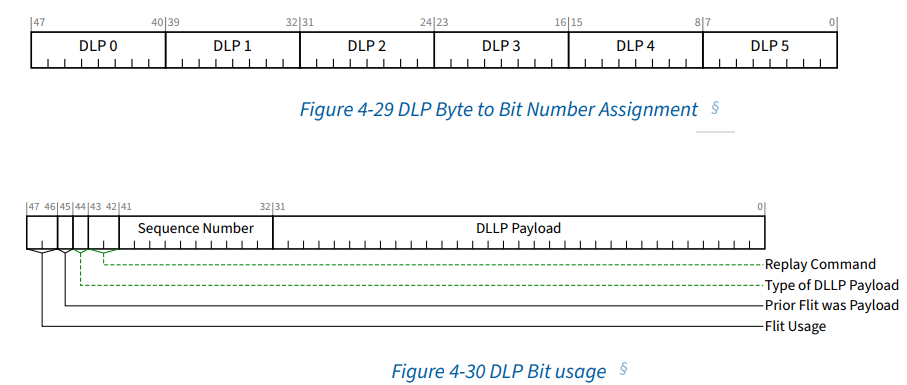 47 40 39 32 31 24 23 16 15 8 7 0
DLP 0 DLP 1 DLP 2 DLP 3 DLP 4 DLP 5
Figure 4-29 DLP Byte to Bit Number Assignment §
47 46 45 44 43 42 41 32 31 0
Sequence Number DLLP Payload
Replay Command
Type of DLLP Payload
Prior Flit was Payload
Flit Usage
Figure 4-30 DLP Bit usage §